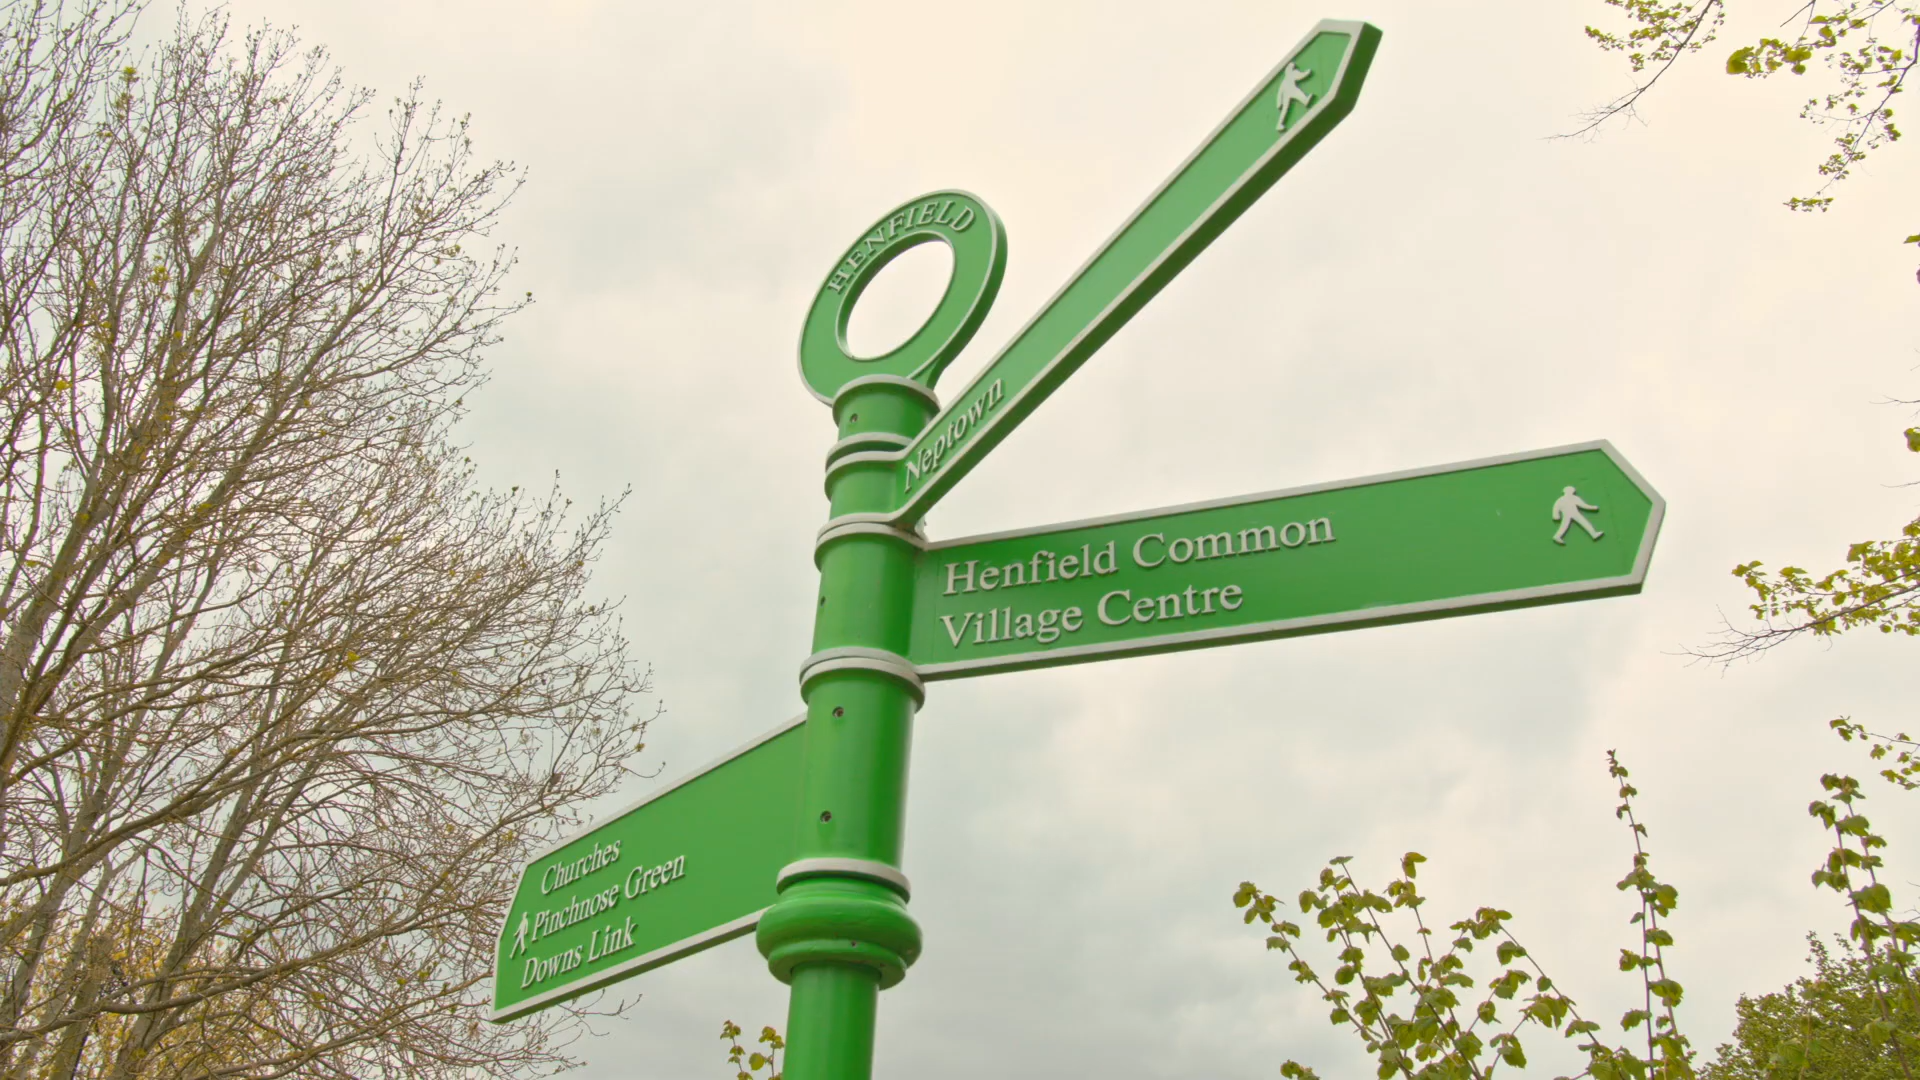 HENFIELD
Neptown
Henfield Common
Village Centre
Churches
Pinchnose Green
Downs Link